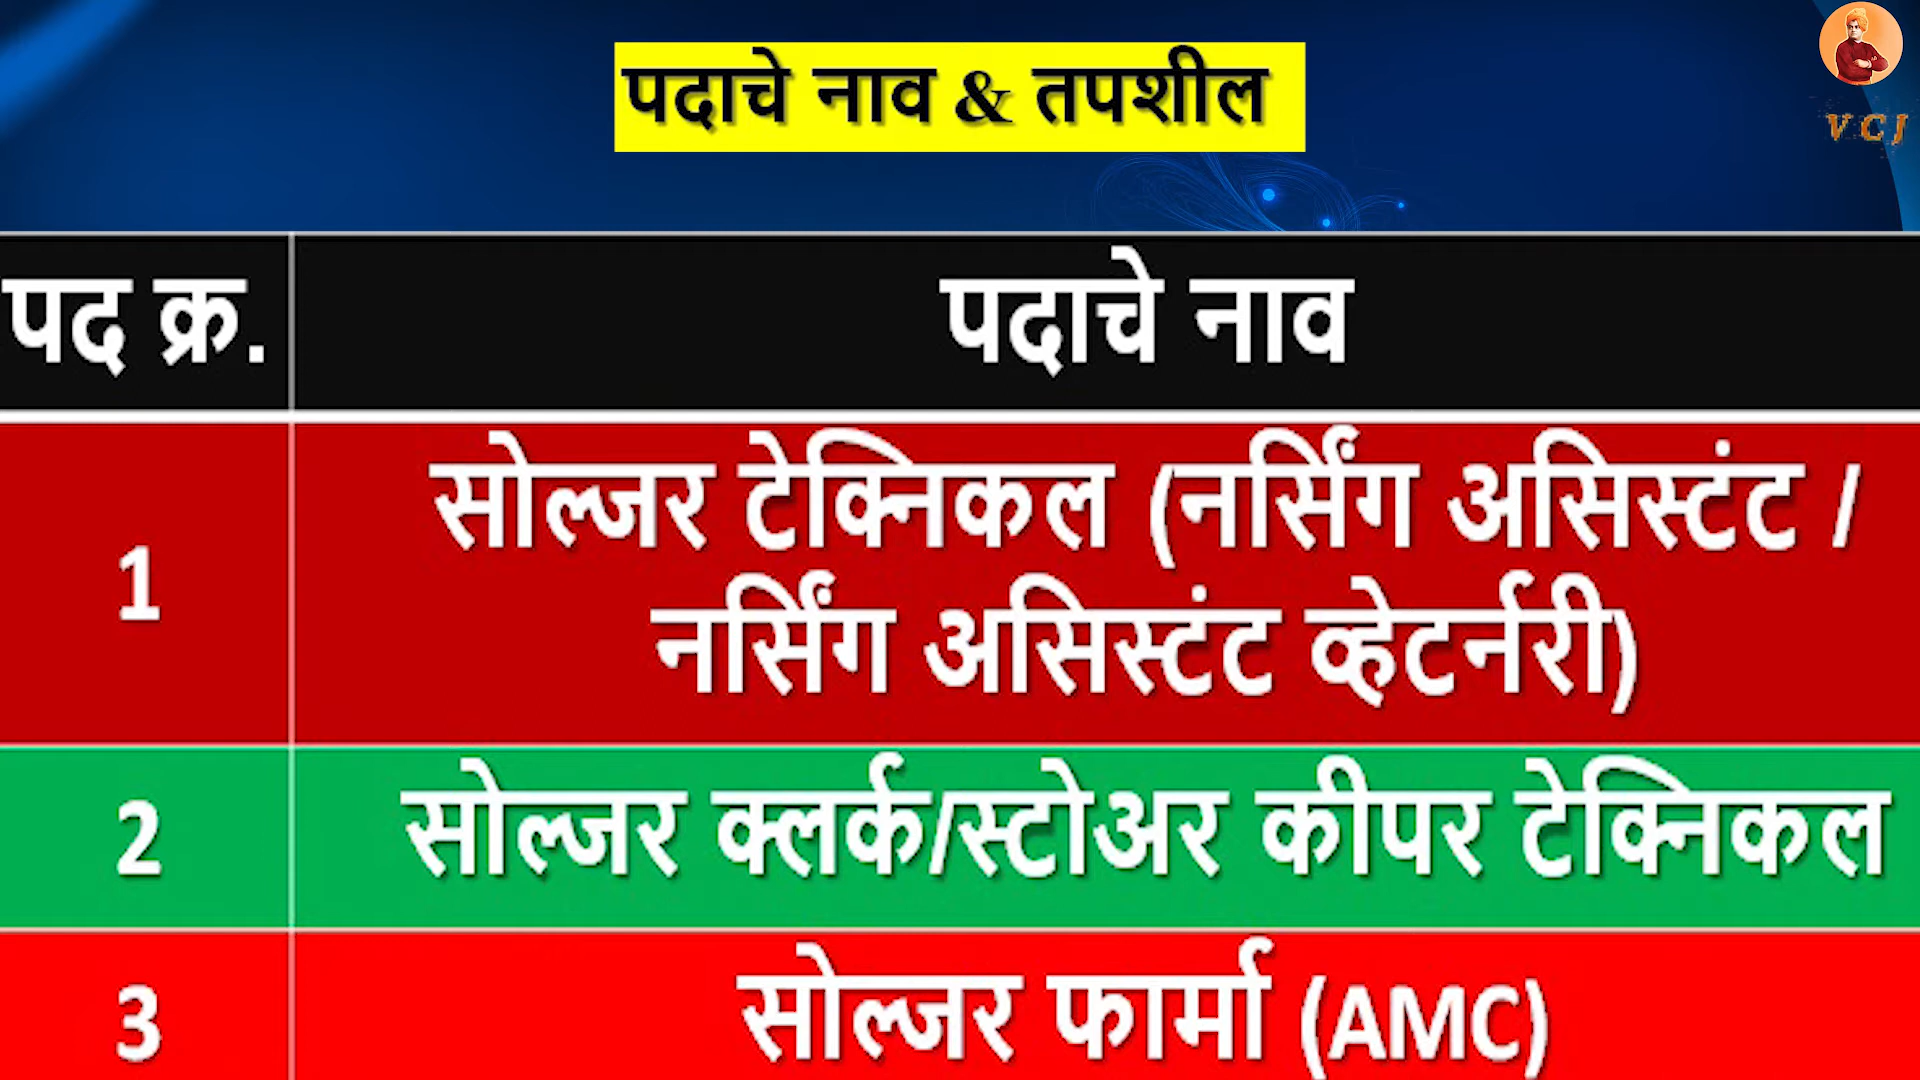 पदाचे नाव & तपशील
VCJ
पद क्र. पदाचे नाव
1 सोल्जर टेक्निकल (नर्सिंग असिस्टंट /
नर्सिंग असिस्टंट व्हेटर्नरी)
2 सोल्जर क्लर्क/स्टोअर कीपर टेक्निकल
3 सोल्जर फार्मा (AMC)